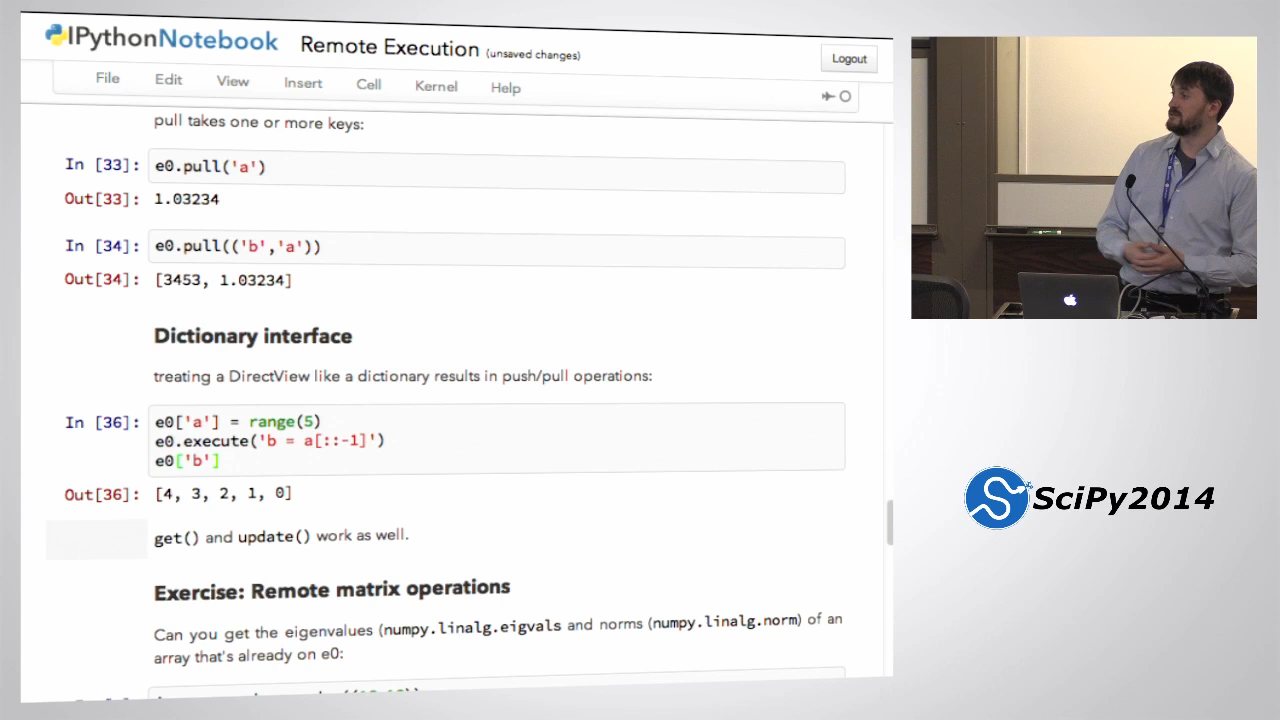 IPythonNotebook Remote Execution (unsaved changes)
Logout
File Edit View Insert Cell Kernel Help
pull takes one or more keys:
In [33]: e0.pull('a')
Out[33]: 1.03234
In [34]: e0.pull(('b','a'))
Out[34]: [3453, 1.03234]
Dictionary interface
treating a DirectView like a dictionary results in push/pull operations:
In [36]: e0['a'] = range(5)
e0.execute('b = a[::-1]')
e0['b']
Out[36]: [4, 3, 2, 1, 0]
get() and update() work as well.
Exercise: Remote matrix operations
Can you get the eigenvalues (numpy.linalg.eigvals and norms (numpy.linalg.norm) of an
array that's already on e0:
SciPy2014